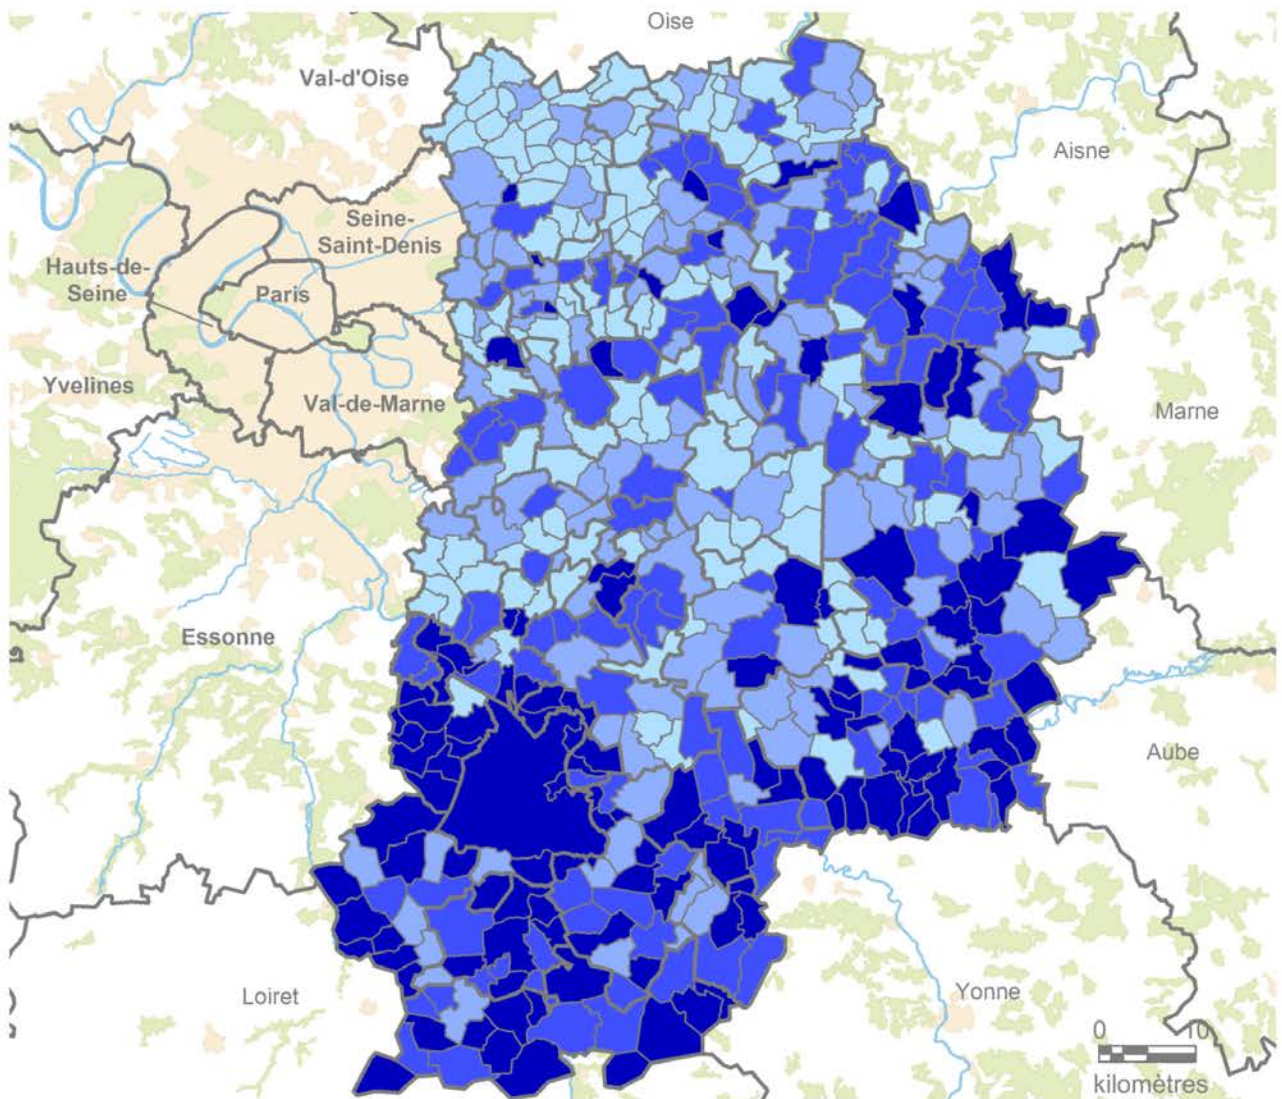 Oise
Val-d'Oise
Aisne
Seine-
Saint-Denis
Hauts-de-
Seine
Paris
Yvelines
Val-de-Marne
Marne
Essonne
Aube
Loiret
Yonne
0 10
kilomètres